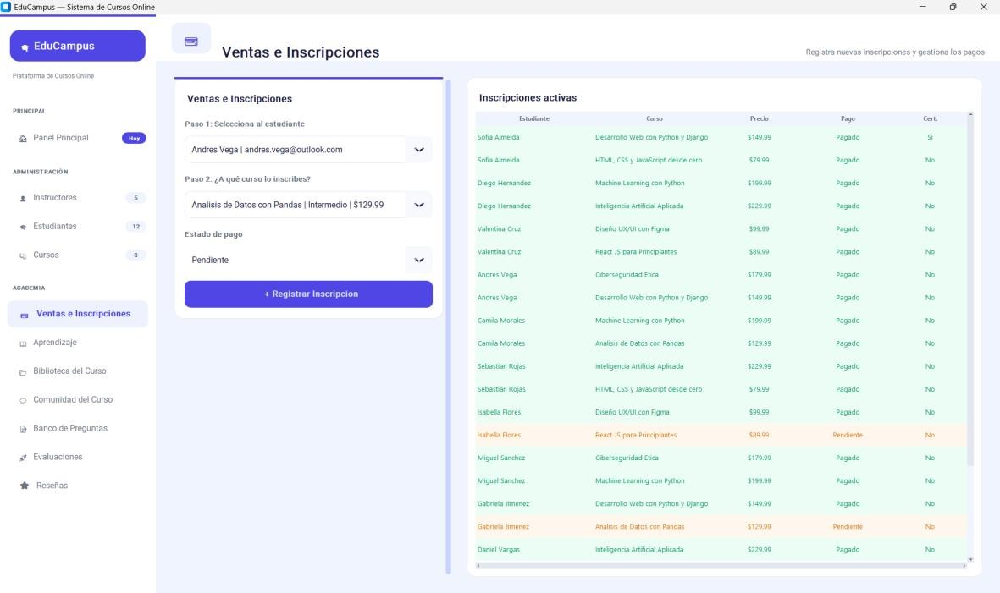 EduCampus — Sistema de Cursos Online
EduCampus
Plataforma de Cursos Online
PRINCIPAL
Panel Principal Hoy
ADMINISTRACIÓN
Instructores 5
Estudiantes 12
Cursos 8
ACADEMIA
Ventas e Inscripciones
Aprendizaje
Biblioteca del Curso
Comunidad del Curso
Banco de Preguntas
Evaluaciones
Reseñas
Ventas e Inscripciones
Registra nuevas inscripciones y gestiona los pagos
Ventas e Inscripciones
Paso 1: Selecciona al estudiante
Andres Vega | andres.vega@outlook.com
Paso 2: ¿A qué curso lo inscribes?
Analisis de Datos con Pandas | Intermedio | $129.99
Estado de pago
Pendiente
+ Registrar Inscripcion
Inscripciones activas
Estudiante Curso Precio Pago Cert.
Sofia Almeida Desarrollo Web con Python y Django $149.99 Pagado Si
Sofia Almeida HTML, CSS y JavaScript desde cero $79.99 Pagado No
Diego Hernandez Machine Learning con Python $199.99 Pagado No
Diego Hernandez Inteligencia Artificial Aplicada $229.99 Pagado No
Valentina Cruz Diseño UX/UI con Figma $99.99 Pagado No
Valentina Cruz React JS para Principiantes $89.99 Pagado No
Andres Vega Ciberseguridad Etica $179.99 Pagado No
Andres Vega Desarrollo Web con Python y Django $149.99 Pagado No
Camila Morales Machine Learning con Python $199.99 Pagado No
Camila Morales Analisis de Datos con Pandas $129.99 Pagado No
Sebastian Rojas Inteligencia Artificial Aplicada $229.99 Pagado No
Sebastian Rojas HTML, CSS y JavaScript desde cero $79.99 Pagado No
Isabella Flores Diseño UX/UI con Figma $99.99 Pagado No
Isabella Flores React JS para Principiantes $89.99 Pendiente No
Miguel Sanchez Ciberseguridad Etica $179.99 Pagado No
Miguel Sanchez Machine Learning con Python $199.99 Pagado No
Gabriela Jimenez Desarrollo Web con Python y Django $149.99 Pagado No
Gabriela Jimenez Analisis de Datos con Pandas $129.99 Pendiente No
Daniel Vargas Inteligencia Artificial Aplicada $229.99 Pagado No